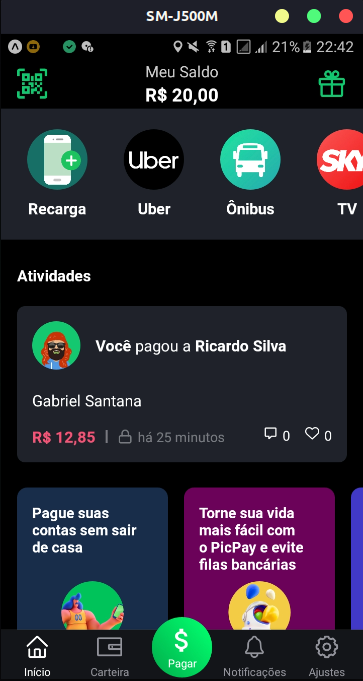 SM-J500M
1
21%
22:42
Meu Saldo
R$ 20,00
Uber
SKY
Recarga
Uber
Ônibus
TV
Atividades
Você pagou a Ricardo Silva
Gabriel Santana
R$ 12,85 | há 25 minutos
0
0
Pague suas
contas sem sair
de casa
Torne sua vida
mais fácil com
o PicPay e evite
filas bancárias
$
Início
Carteira
Pagar
Notificações
Ajustes